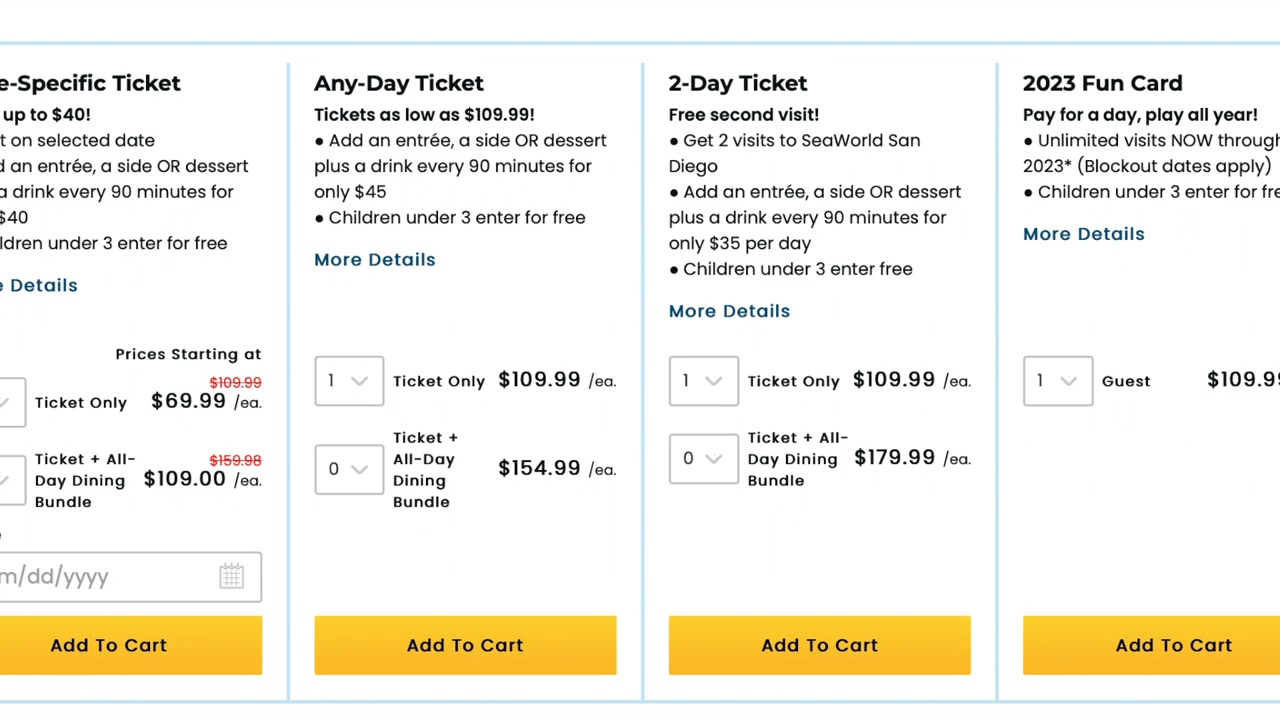 e-Specific Ticket
up to $40!
t on selected date
d an entrée, a side OR dessert
a drink every 90 minutes for
$40
ldren under 3 enter for free
e Details
Prices Starting at
$109.99
Ticket Only $69.99 /ea.
$159.98
Ticket + All-
Day Dining $109.00 /ea.
Bundle
m/dd/yyyy
Add To Cart
Any-Day Ticket
Tickets as low as $109.99!
● Add an entrée, a side OR dessert
plus a drink every 90 minutes for
only $45
● Children under 3 enter for free
More Details
1 Ticket Only $109.99 /ea.
Ticket +
All-Day
0 Dining $154.99 /ea.
Bundle
Add To Cart
2-Day Ticket
Free second visit!
● Get 2 visits to SeaWorld San
Diego
● Add an entrée, a side OR dessert
plus a drink every 90 minutes for
only $35 per day
● Children under 3 enter free
More Details
1 Ticket Only $109.99 /ea.
Ticket + All-
0 Day Dining $179.99 /ea.
Bundle
Add To Cart
2023 Fun Card
Pay for a day, play all year!
● Unlimited visits NOW through
2023* (Blockout dates apply)
● Children under 3 enter for fre
More Details
1 Guest $109.99
Add To Cart